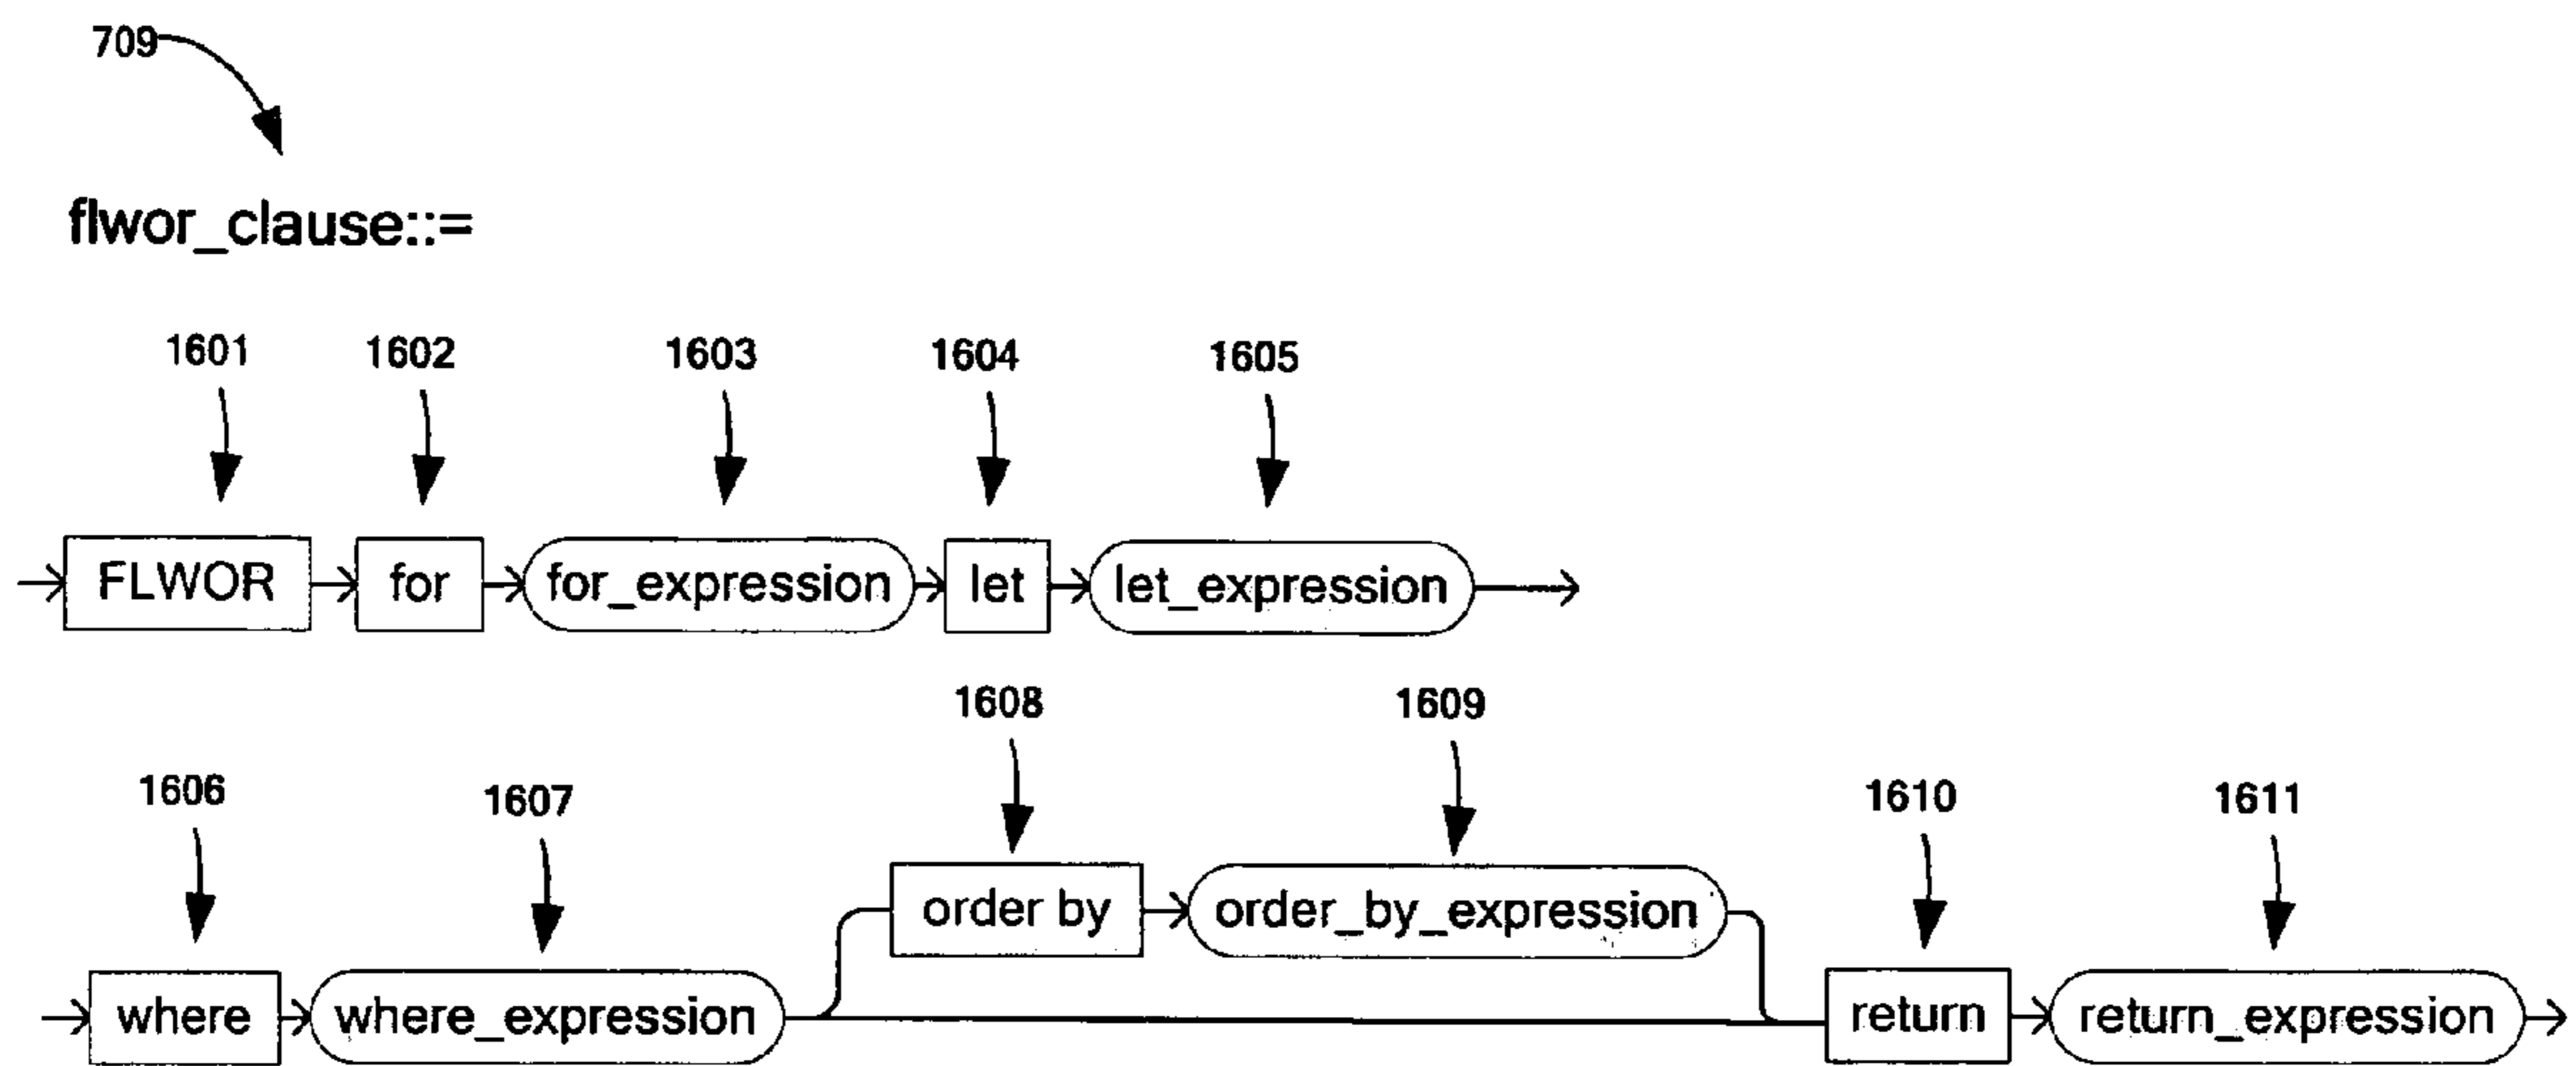 709
flwor_clause::=
1601 1602 1603 1604 1605
FLWOR for for_expression let let_expression
1608 1609
1606 1607 1610 1611
order by order_by_expression
where where_expression return return_expression